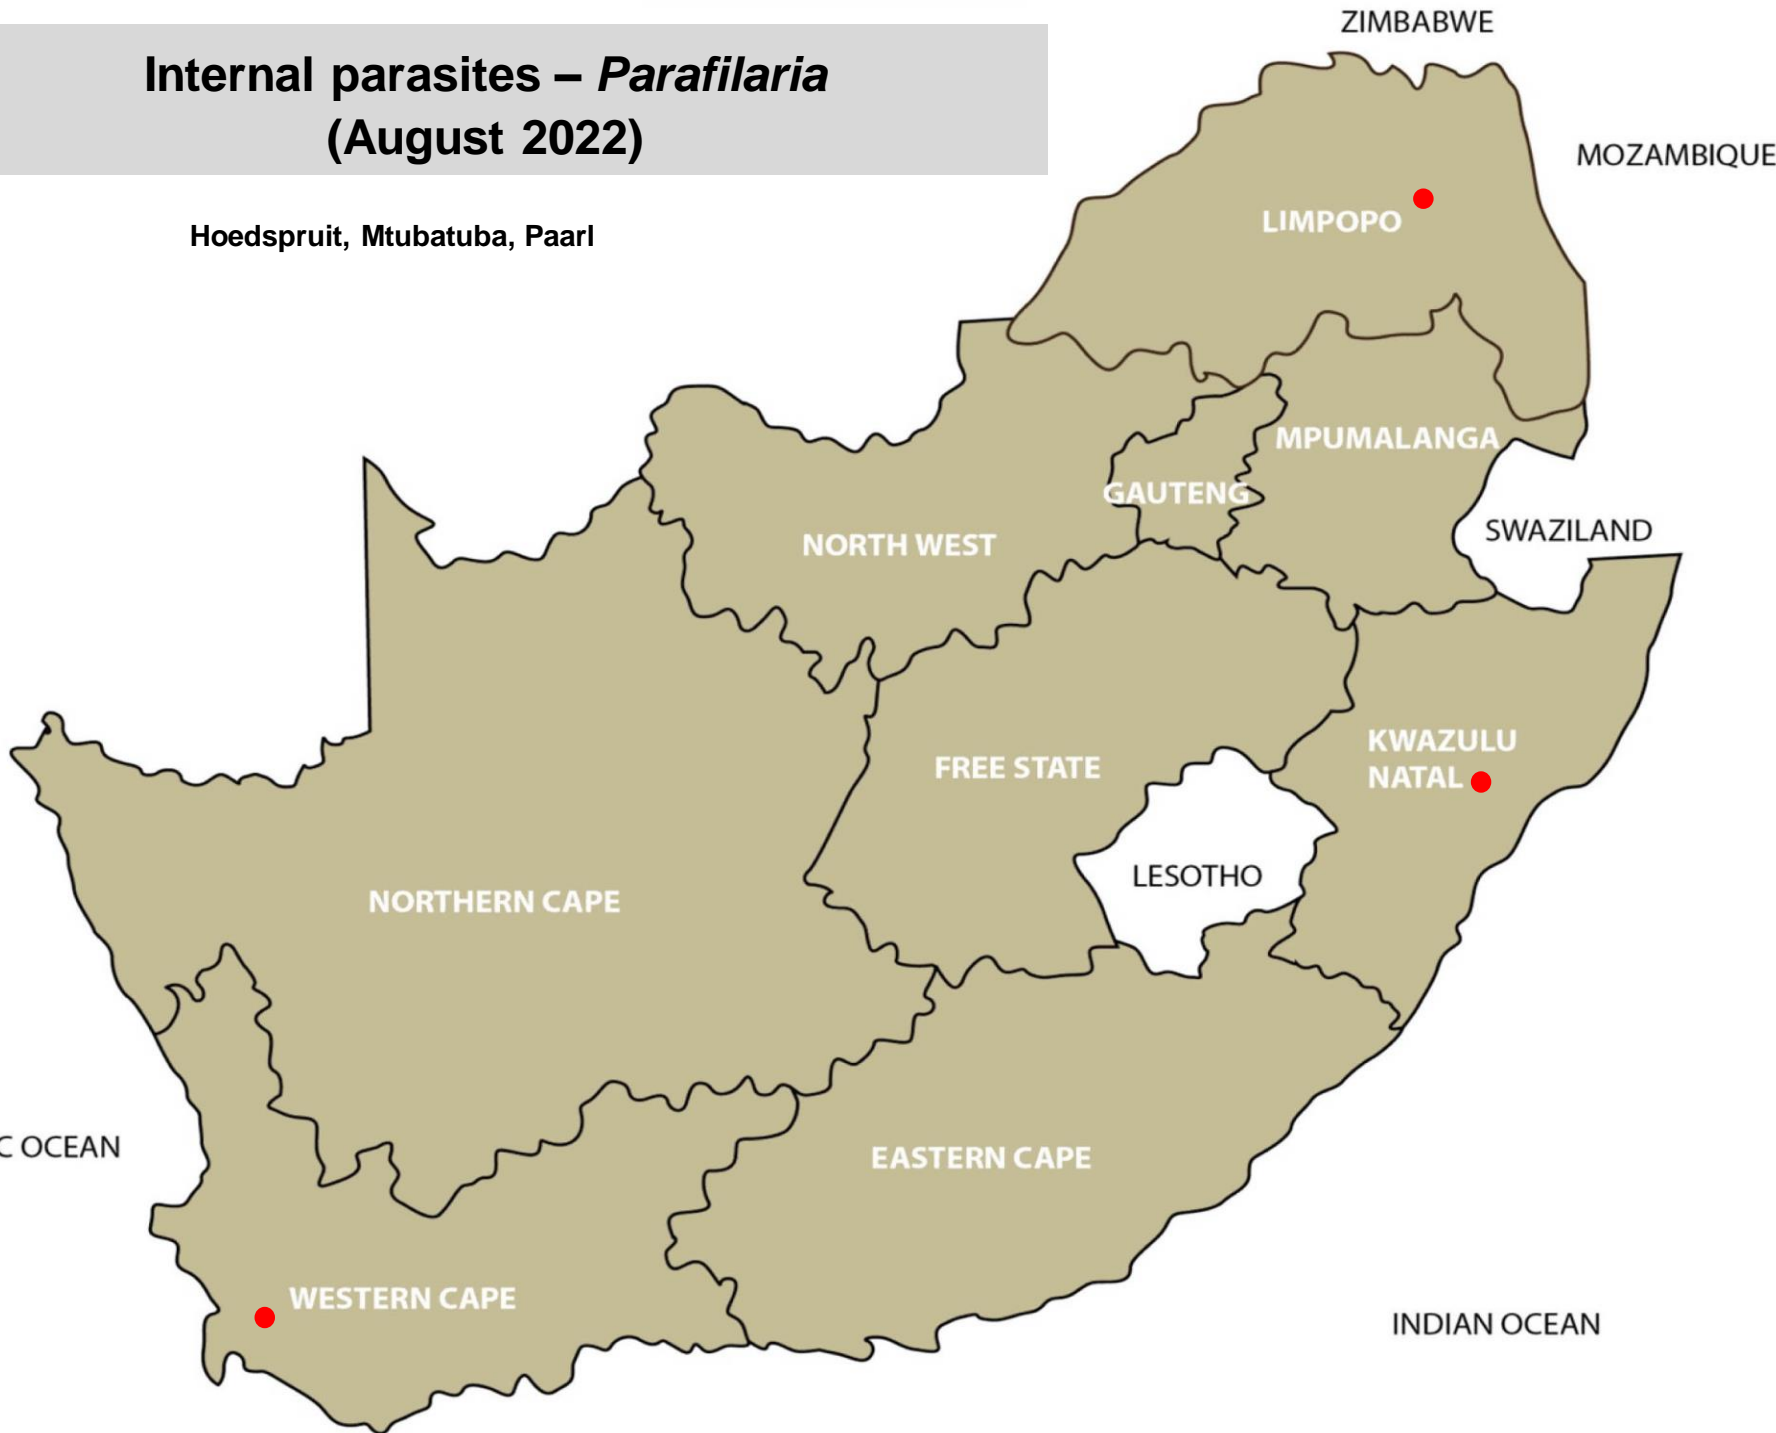 ZIMBABWE
Internal parasites – Parafilaria
(August 2022)
MOZAMBIQUE
Hoedspruit, Mtubatuba, Paarl
LIMPOPO
MPUMALANGA
GAUTENG
SWAZILAND
NORTH WEST
KWAZULU
NATAL
FREE STATE
LESOTHO
NORTHERN CAPE
C OCEAN
EASTERN CAPE
WESTERN CAPE
INDIAN OCEAN